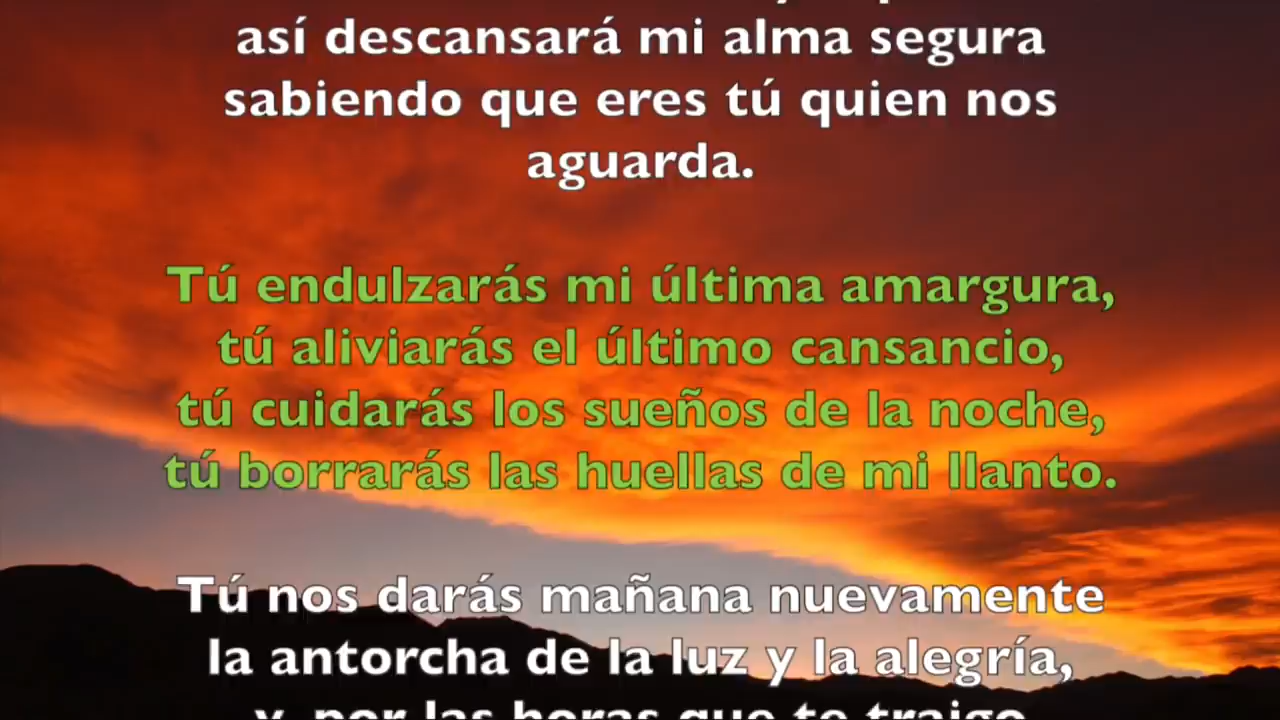 así descansará mi alma segura
sabiendo que eres tú quien nos
aguarda.
Tú endulzarás mi última amargura,
tú aliviarás el último cansancio,
tú cuidarás los sueños de la noche,
tú borrarás las huellas de mi llanto.
Tú nos darás mañana nuevamente
la antorcha de la luz y la alegría,
y, por las horas que te traigo